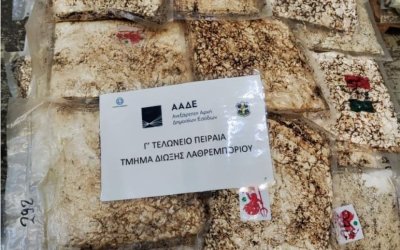 ΑΑΔΕ
Ανεξάρτητη Αρχή
Δημοσίων Εσόδων
Γ' ΤΕΛΩΝΕΙΟ ΠΕΙΡΑΙΑ
ΤΜΗΜΑ ΔΙΩΞΗΣ ΛΑΘΡΕΜΠΟΡΙΟΥ
292